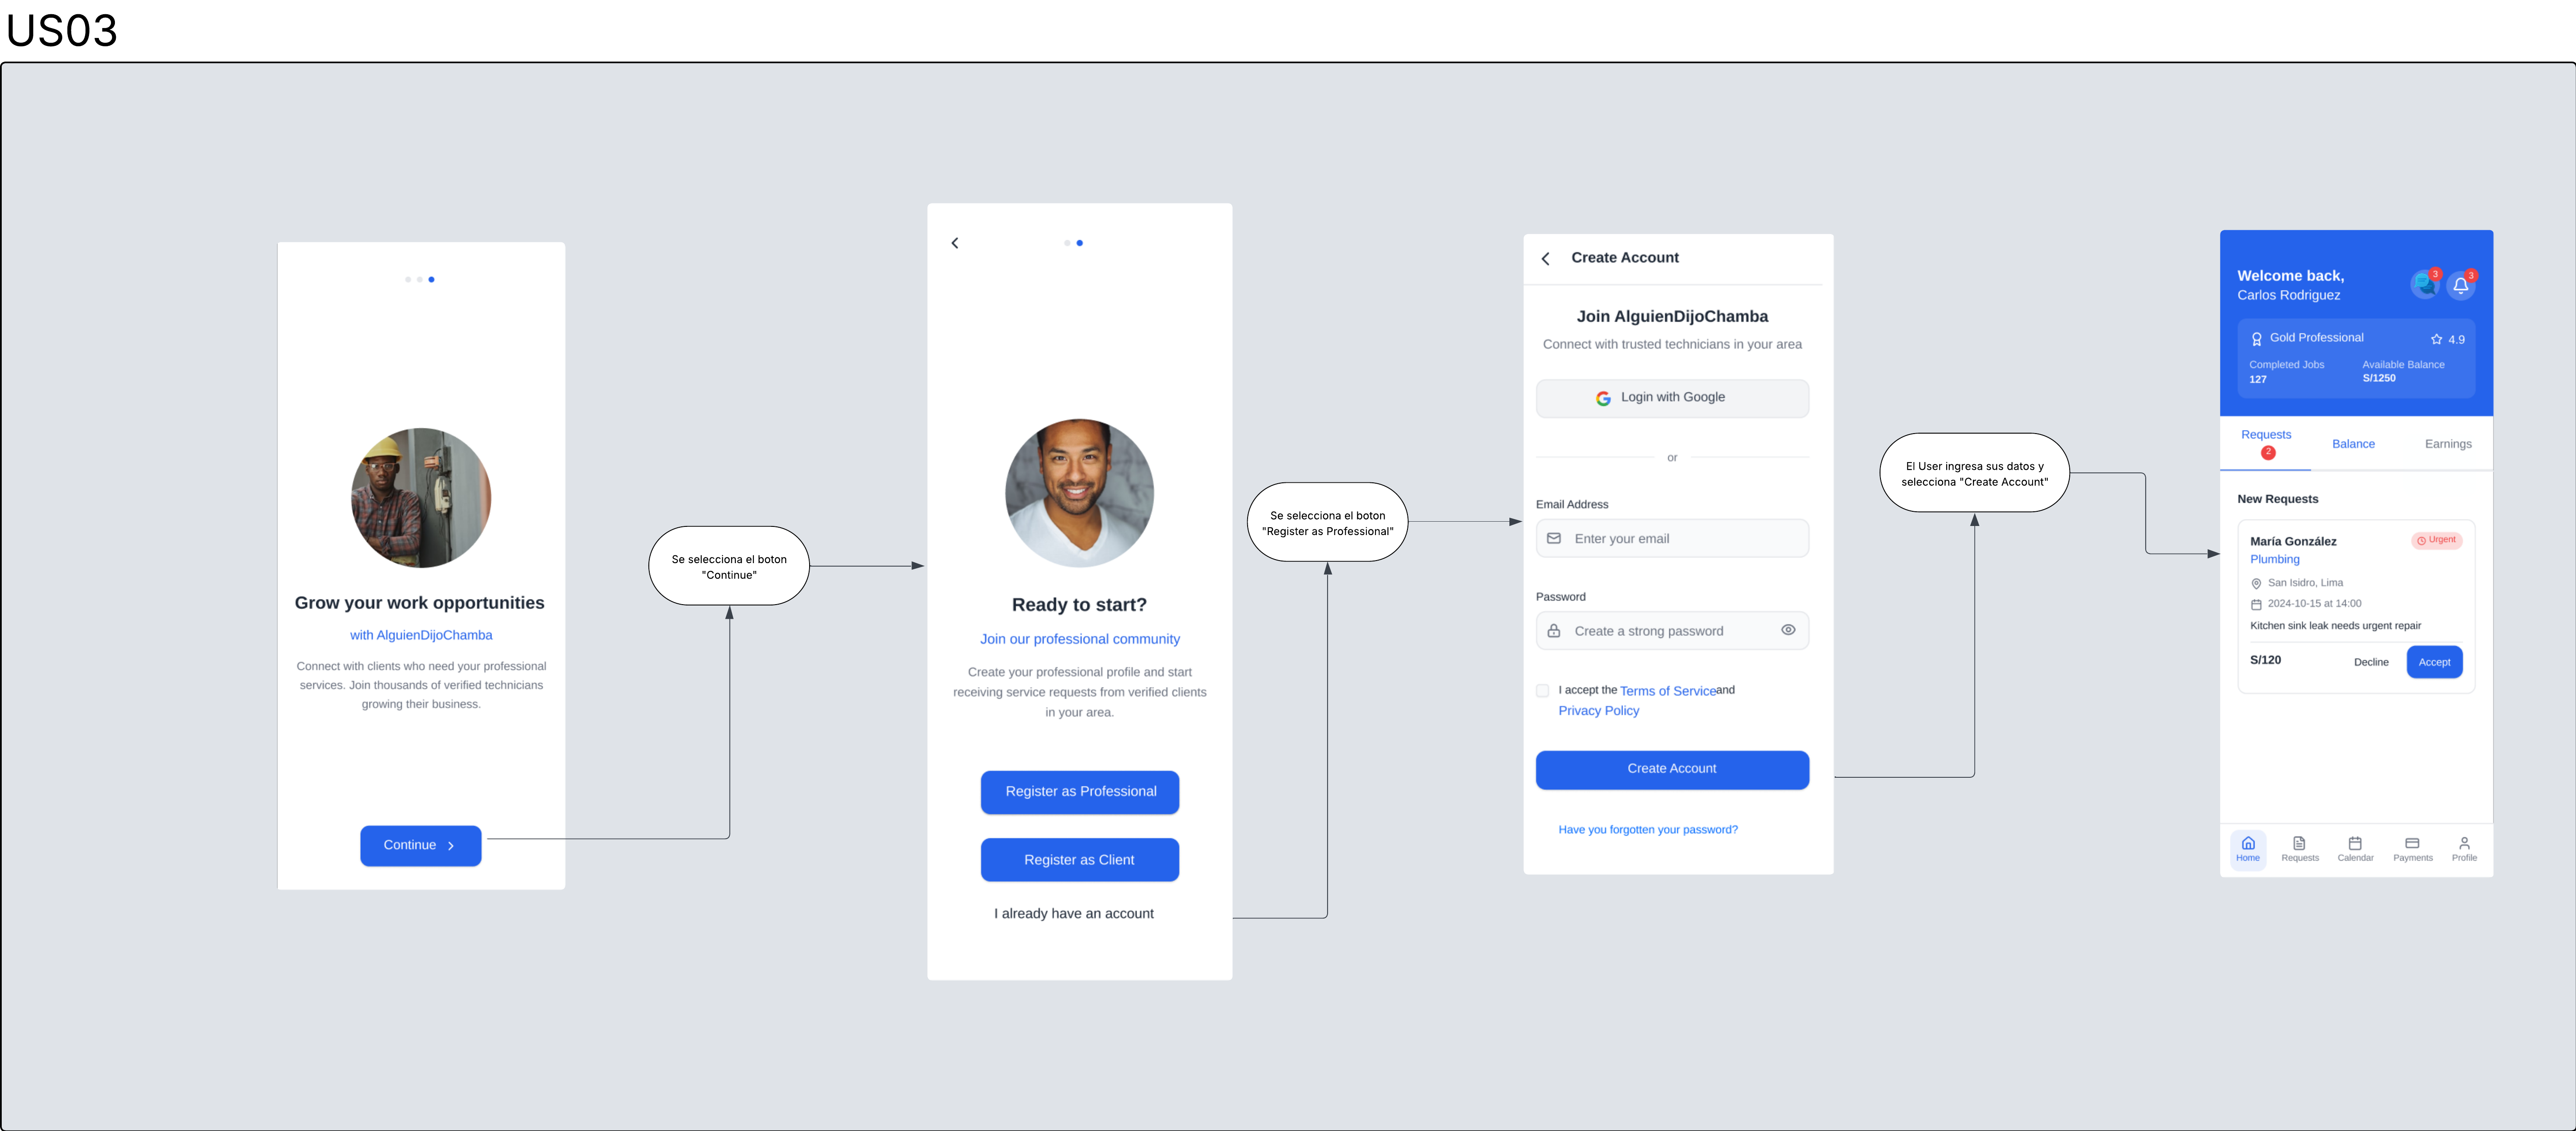 US03
Grow your work opportunities
with AlguienDijoChamba
Connect with clients who need your professional
services. Join thousands of verified technicians
growing their business.
Continue
Se selecciona el boton
"Continue"
Ready to start?
Join our professional community
Create your professional profile and start
receiving service requests from verified clients
in your area.
Register as Professional
Register as Client
I already have an account
Se selecciona el boton
"Register as Professional"
Create Account
Join AlguienDijoChamba
Connect with trusted technicians in your area
Login with Google
or
Email Address
Enter your email
Password
Create a strong password
I accept the Terms of Serviceand
Privacy Policy
Create Account
Have you forgotten your password?
El User ingresa sus datos y
selecciona "Create Account"
Welcome back,
Carlos Rodriguez
3
3
Gold Professional
4.9
Completed Jobs
127
Available Balance
S/1250
Requests
2
Balance
Earnings
New Requests
María González
Urgent
Plumbing
San Isidro, Lima
2024-10-15 at 14:00
Kitchen sink leak needs urgent repair
S/120
Decline
Accept
Home
Requests
Calendar
Payments
Profile